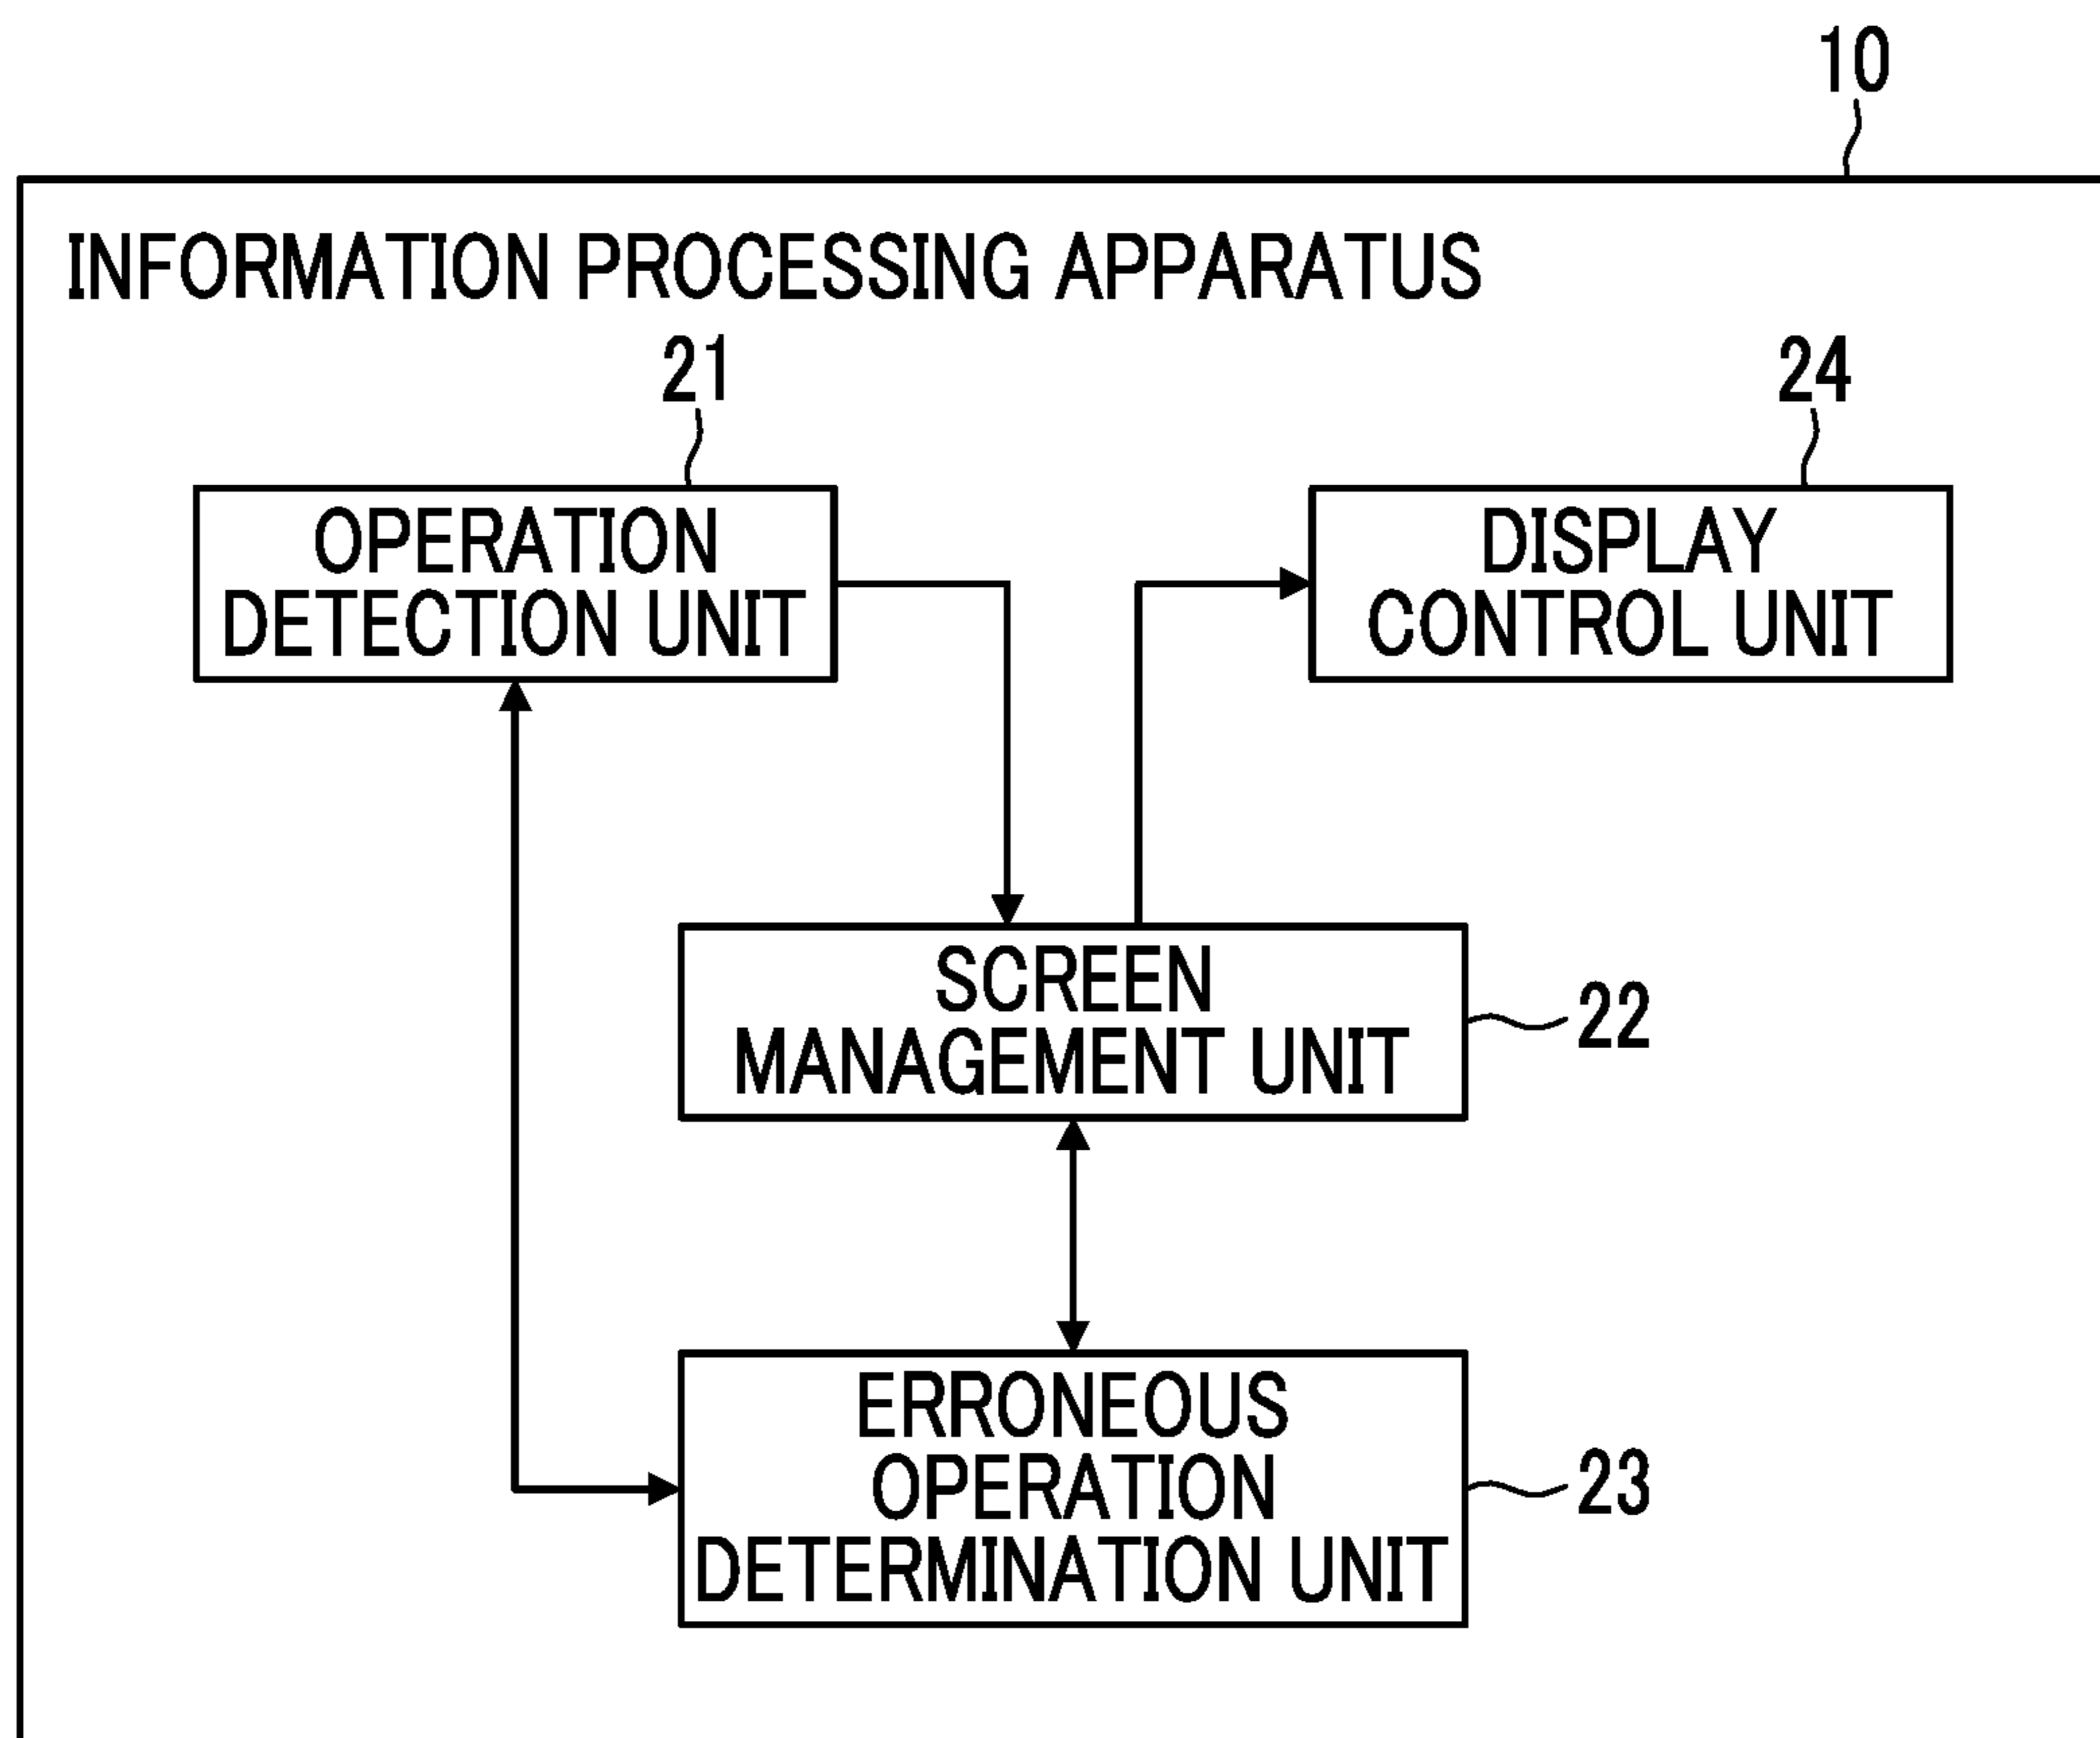 10
INFORMATION PROCESSING APPARATUS
21
24
OPERATION
DETECTION UNIT
DISPLAY
CONTROL UNIT
SCREEN
MANAGEMENT UNIT
22
ERRONEOUS
OPERATION
DETERMINATION UNIT
23